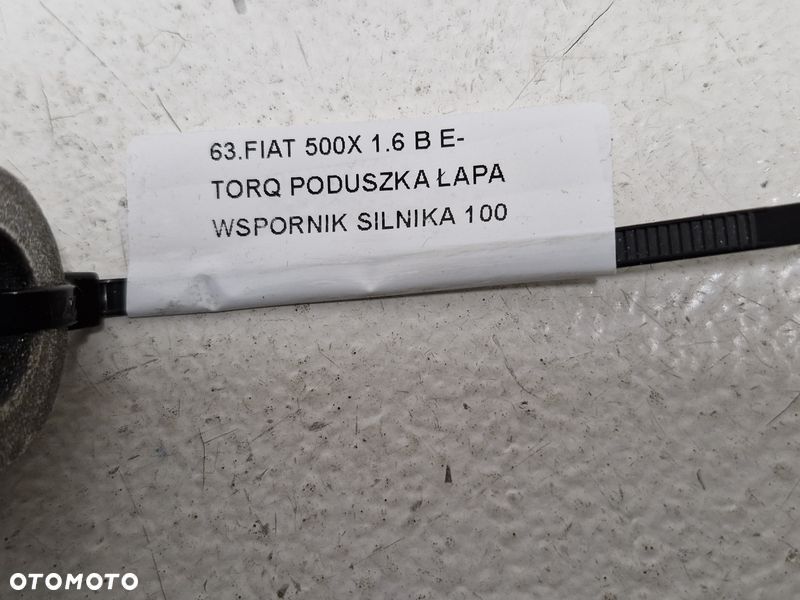 63.FIAT 500X 1.6 B E-
TORQ PODUSZKA ŁAPA
WSPORNIK SILNIKA 100
OTOMOTO